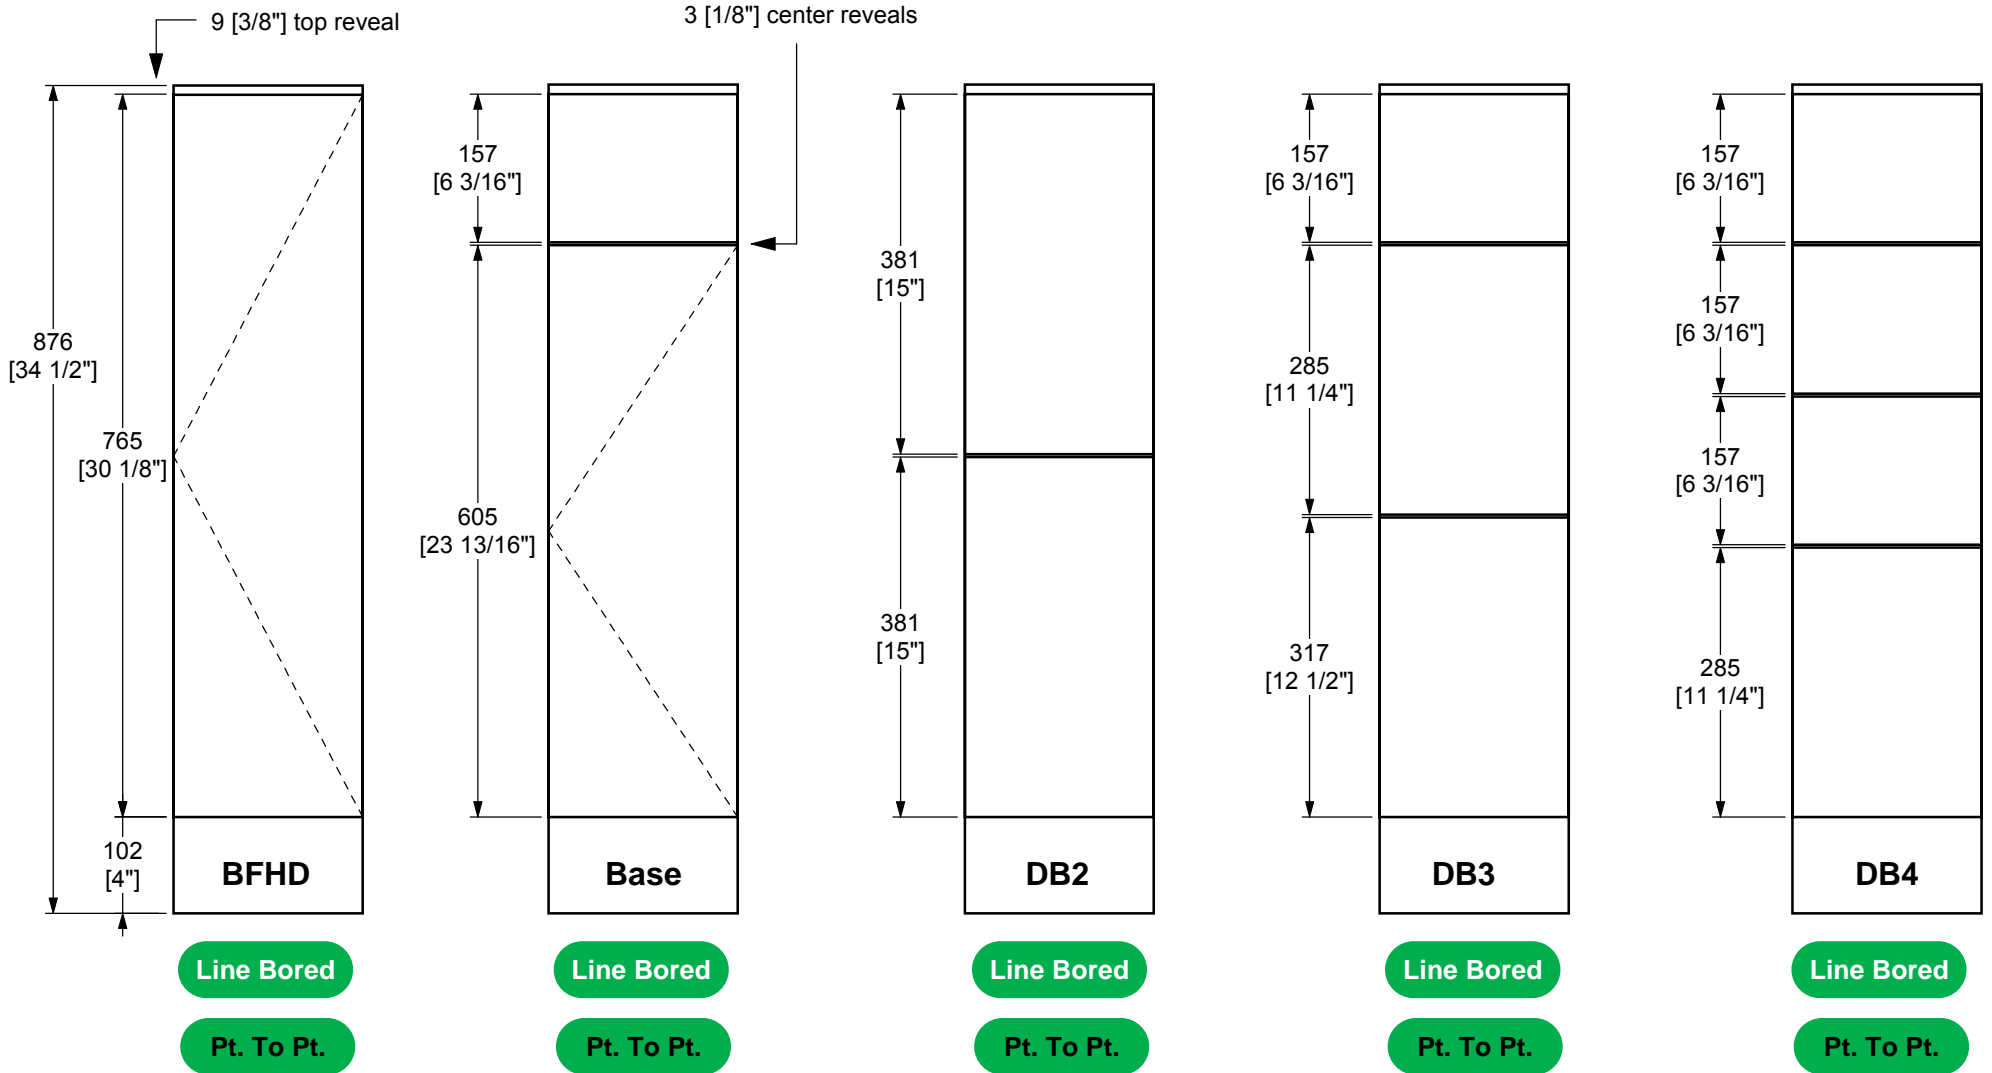 9 [3/8"] top reveal
3 [1/8"] center reveals
876
[34 1/2"]
765
[30 1/8"]
102
[4"]
BFHD
Line Bored
Pt. To Pt.
157
[6 3/16"]
605
[23 13/16"]
Base
Line Bored
Pt. To Pt.
381
[15"]
381
[15"]
DB2
Line Bored
Pt. To Pt.
157
[6 3/16"]
285
[11 1/4"]
317
[12 1/2"]
DB3
Line Bored
Pt. To Pt.
157
[6 3/16"]
157
[6 3/16"]
157
[6 3/16"]
285
[11 1/4"]
DB4
Line Bored
Pt. To Pt.